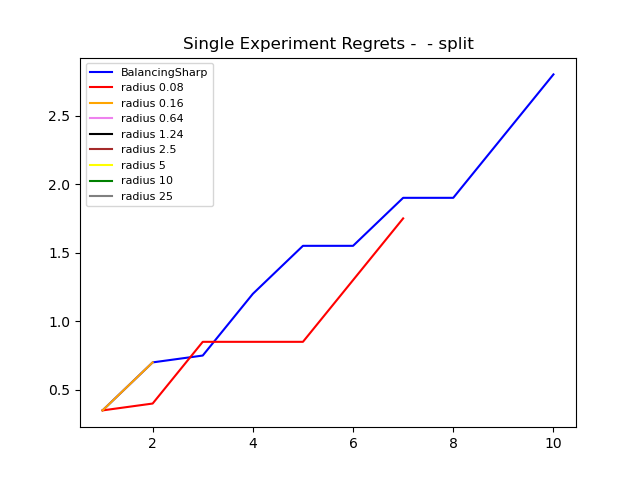 Single Experiment Regrets -  - split
BalancingSharp
radius 0.08
radius 0.16
radius 0.64
radius 1.24
radius 2.5
radius 5
radius 10
radius 25
2.5
2.0
1.5
1.0
0.5
2 4 6 8 10